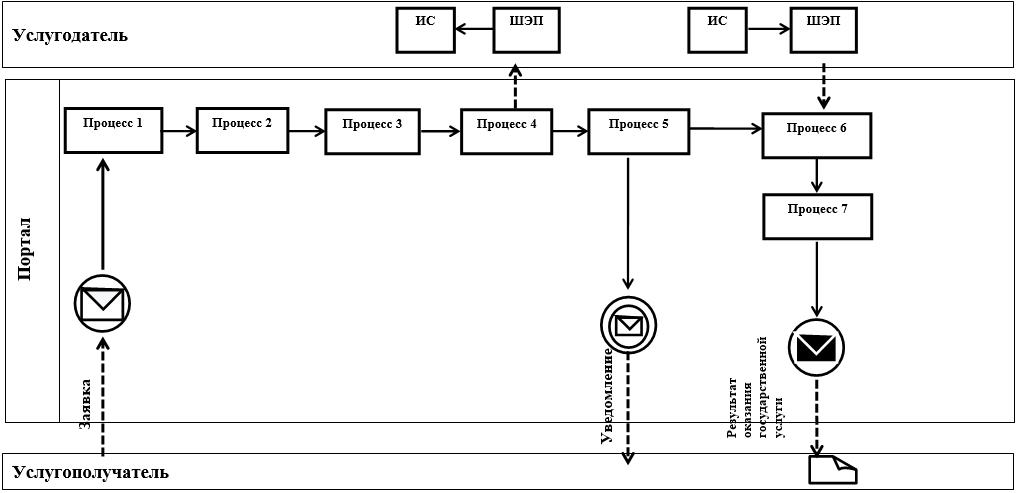 Услугодатель
ИС
ШЭП
ИС
ШЭП
Портал
Процесс 1
Процесс 2
Процесс 3
Процесс 4
Процесс 5
Процесс 6
Процесс 7
Заявка
Уведомление
Результат
оказания
государственной
услуги
Услугополучатель